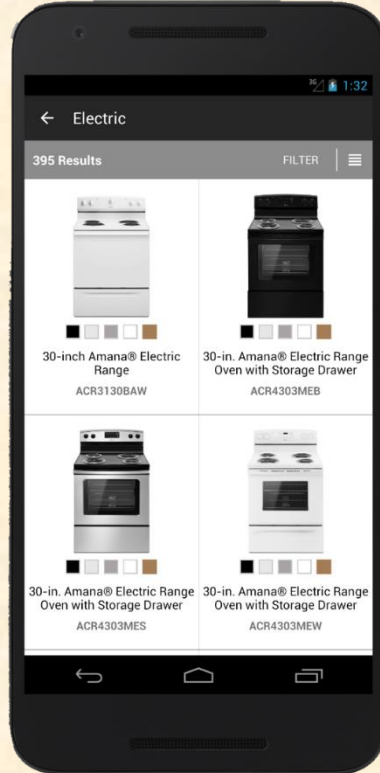 3G 1:32
Electric
395 Results FILTER
30-inch Amana® Electric
Range
ACR3130BAW
30-in. Amana® Electric Range
Oven with Storage Drawer
ACR4303MEB
30-in. Amana® Electric Range
Oven with Storage Drawer
ACR4303MES
30-in. Amana® Electric Range
Oven with Storage Drawer
ACR4303MEW